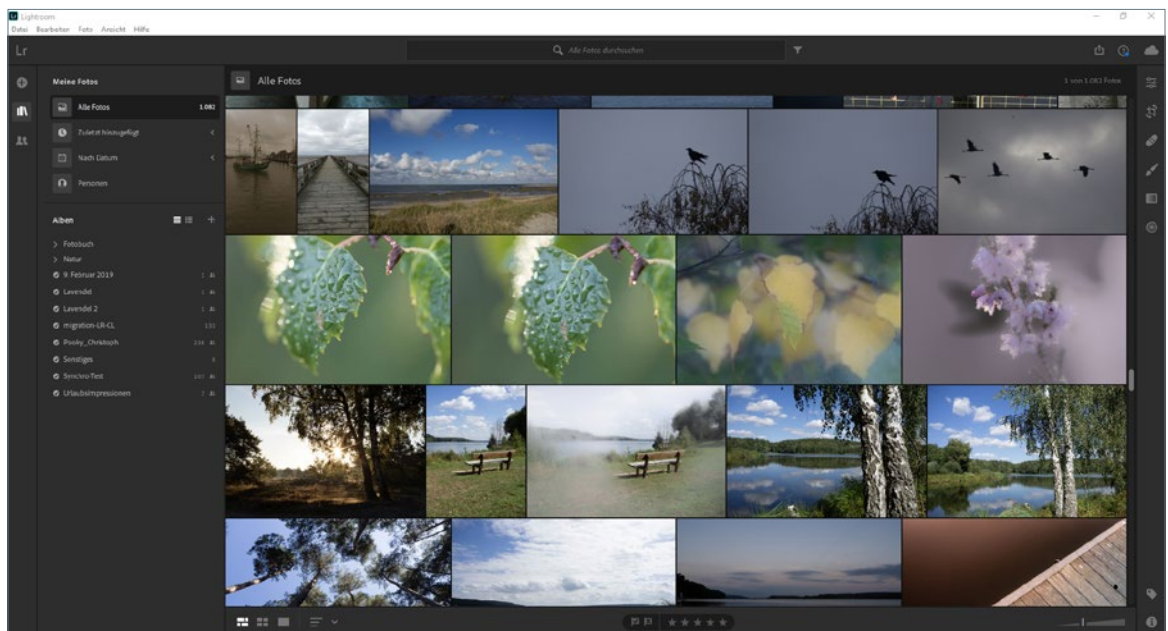 Lightroom
Datei Bearbeiten Foto Ansicht Hilfe
Lr
Alle Fotos durchsuchen
Meine Fotos
Alle Fotos 1.082
Zuletzt hinzugefügt
Nach Datum
Personen
Alben
Fotobuch
Natur
9. Februar 2019
Lavendel
Lavendel 2
migration-LR-CL
Pooky_Christoph
Sonstiges
Synchro-Test
Urlaubsimpressionen
Alle Fotos
1 von 1.082 Fotos